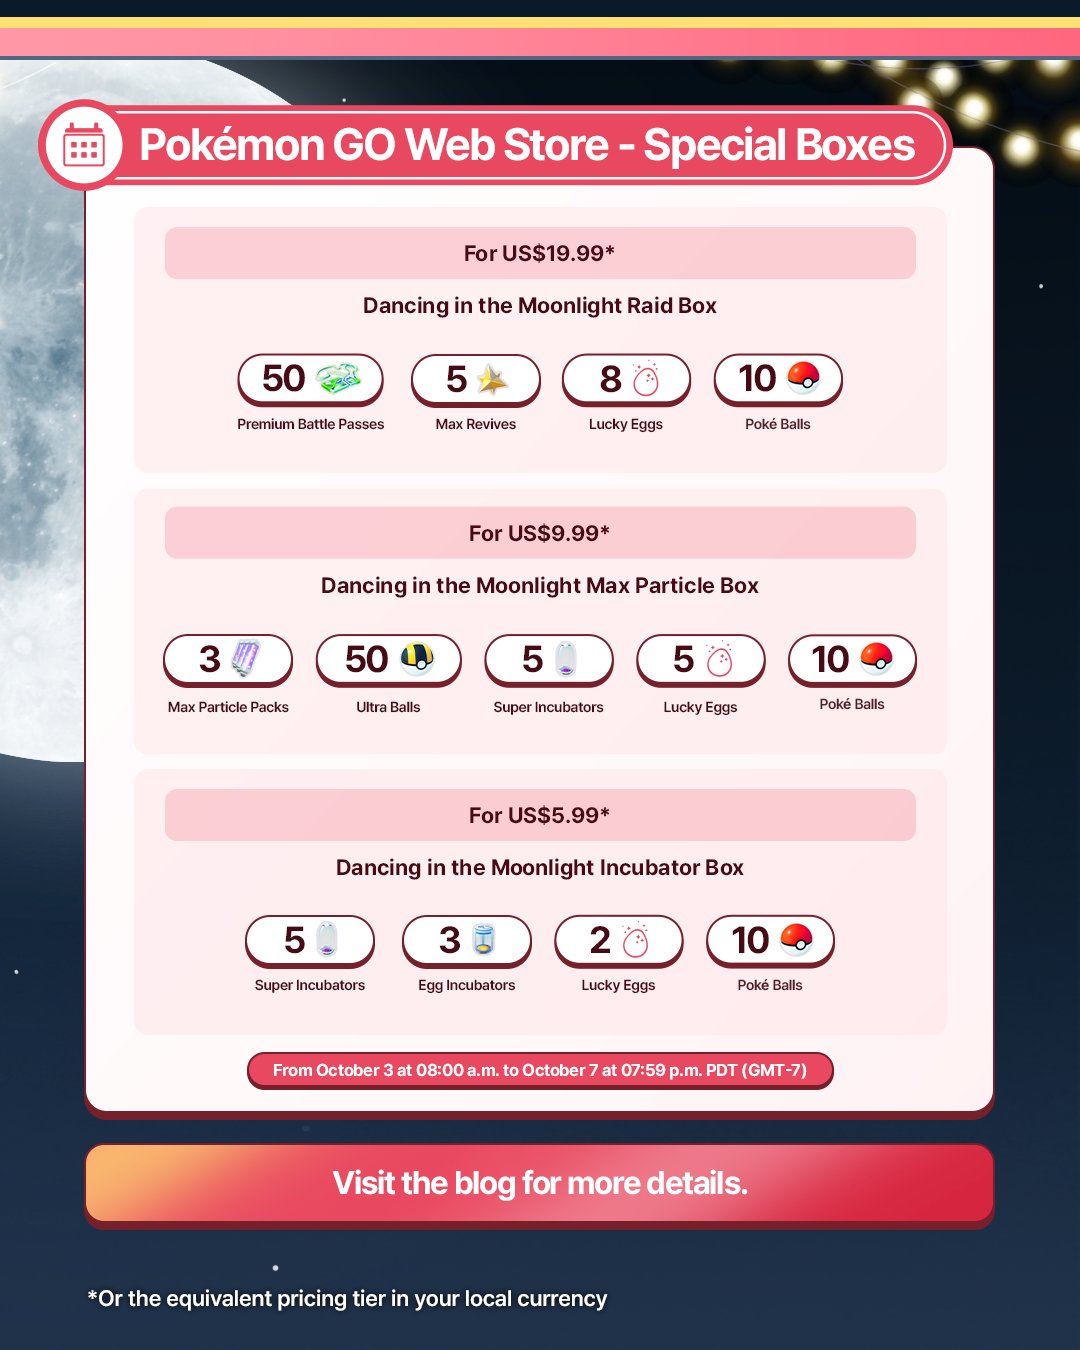 Pokémon GO Web Store - Special Boxes
For US$19.99*
Dancing in the Moonlight Raid Box
50 5 8 10
Premium Battle Passes Max Revives Lucky Eggs Poké Balls
For US$9.99*
Dancing in the Moonlight Max Particle Box
3 50 5 5 10
Max Particle Packs Ultra Balls Super Incubators Lucky Eggs Poké Balls
For US$5.99*
Dancing in the Moonlight Incubator Box
5 3 2 10
Super Incubators Egg Incubators Lucky Eggs Poké Balls
From October 3 at 08:00 a.m. to October 7 at 07:59 p.m. PDT (GMT-7)
Visit the blog for more details.
*Or the equivalent pricing tier in your local currency